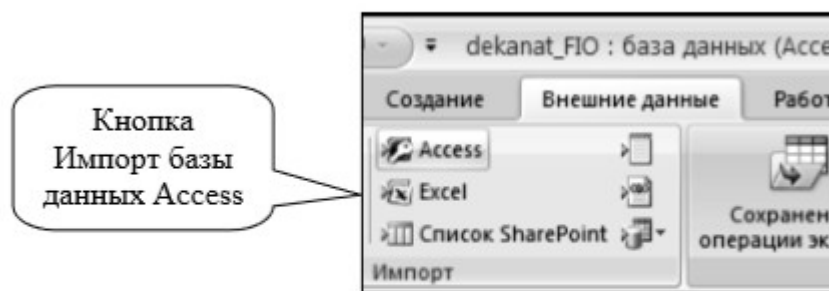 Кнопка
Импорт базы
данных Access
dekanat_FIO : база данных (Acce
Создание Внешние данные Работ
Access
Excel
Список SharePoint
Импорт
Сохранен
операции эк